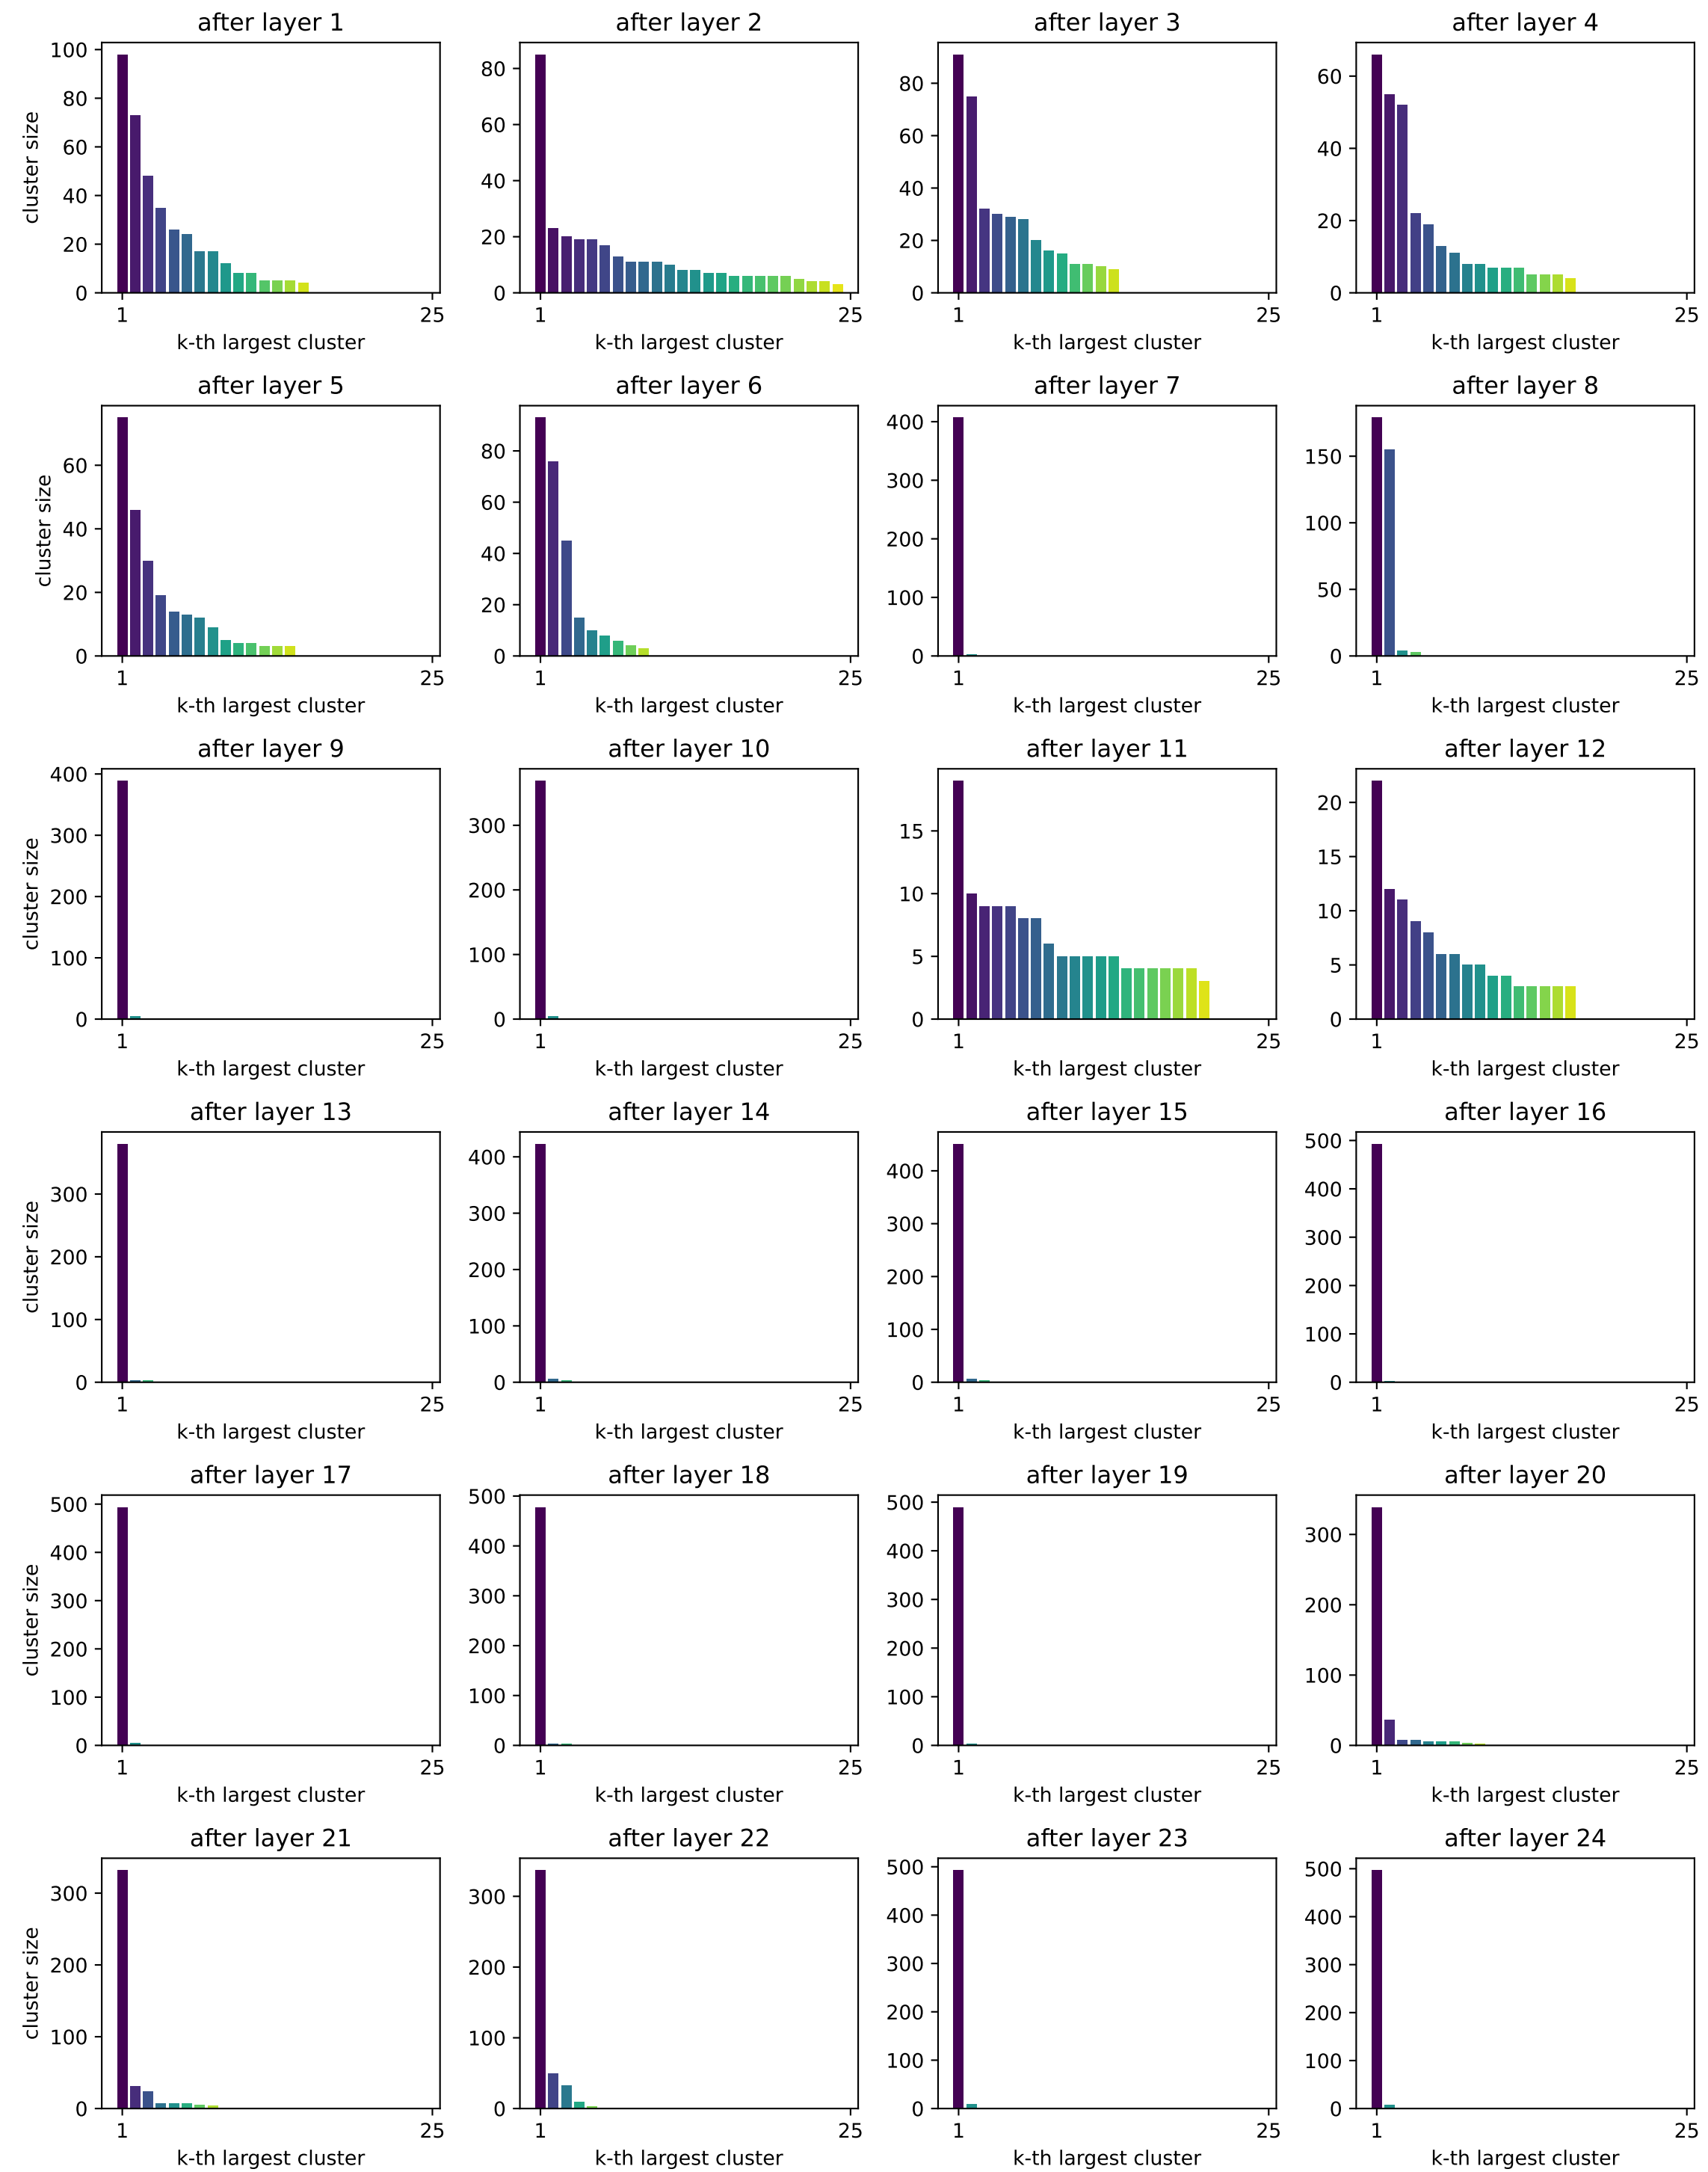 after layer 1
100
80
60
40
20
0
cluster size
1 25
k-th largest cluster
after layer 2
80
60
40
20
0
1 25
k-th largest cluster
after layer 3
80
60
40
20
0
1 25
k-th largest cluster
after layer 4
60
40
20
0
1 25
k-th largest cluster
after layer 5
60
40
20
0
cluster size
1 25
k-th largest cluster
after layer 6
80
60
40
20
0
1 25
k-th largest cluster
after layer 7
400
300
200
100
0
1 25
k-th largest cluster
after layer 8
150
100
50
0
1 25
k-th largest cluster
after layer 9
400
300
200
100
0
cluster size
1 25
k-th largest cluster
after layer 10
300
200
100
0
1 25
k-th largest cluster
after layer 11
15
10
5
0
1 25
k-th largest cluster
after layer 12
20
15
10
5
0
1 25
k-th largest cluster
after layer 13
300
200
100
0
cluster size
1 25
k-th largest cluster
after layer 14
400
300
200
100
0
1 25
k-th largest cluster
after layer 15
400
300
200
100
0
1 25
k-th largest cluster
after layer 16
500
400
300
200
100
0
1 25
k-th largest cluster
after layer 17
500
400
300
200
100
0
cluster size
1 25
k-th largest cluster
after layer 18
500
400
300
200
100
0
1 25
k-th largest cluster
after layer 19
500
400
300
200
100
0
1 25
k-th largest cluster
after layer 20
300
200
100
0
1 25
k-th largest cluster
after layer 21
300
200
100
0
cluster size
1 25
k-th largest cluster
after layer 22
300
200
100
0
1 25
k-th largest cluster
after layer 23
500
400
300
200
100
0
1 25
k-th largest cluster
after layer 24
500
400
300
200
100
0
1 25
k-th largest cluster